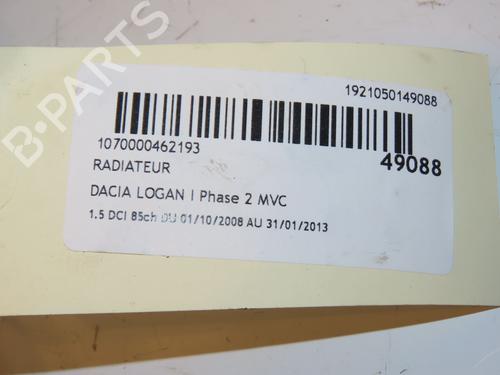 1921050149088
1070000462193
49088
RADIATEUR
DACIA LOGAN I Phase 2 MVC
1.5 DCI 85ch DU 01/10/2008 AU 31/01/2013
B-PARTS